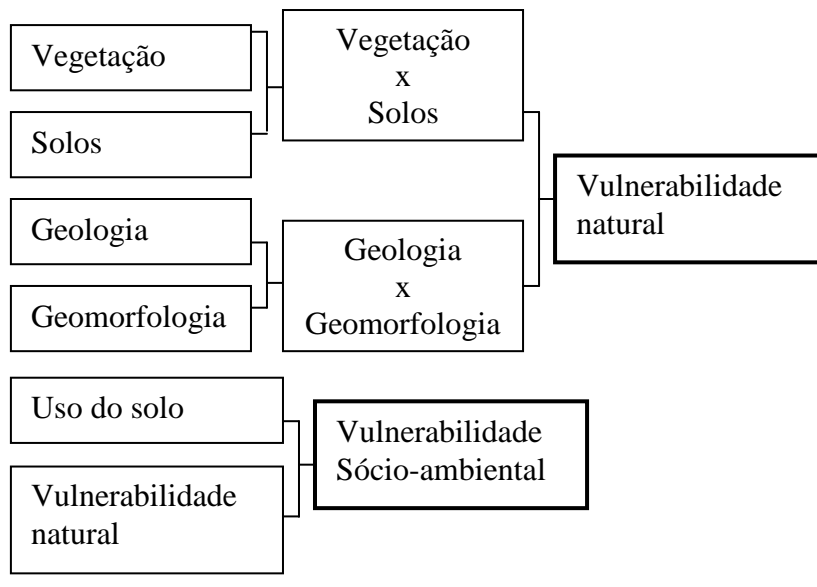 Vegetação
Solos
Vegetação
x
Solos
Geologia
Geomorfologia
Geologia
x
Geomorfologia
Vulnerabilidade
natural
Uso do solo
Vulnerabilidade
natural
Vulnerabilidade
Sócio-ambiental